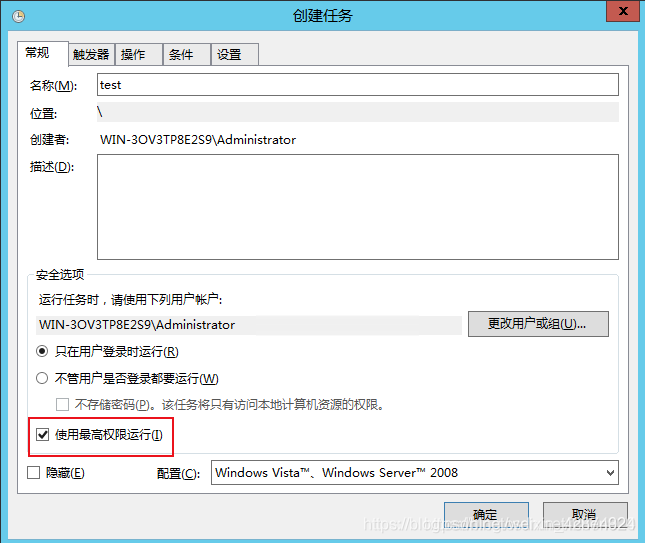 创建任务
x
常规 触发器 操作 条件 设置
名称(M): test
位置: \
创建者: WIN-3OV3TP8E2S9\Administrator
描述(D):
安全选项
运行任务时，请使用下列用户帐户:
WIN-3OV3TP8E2S9\Administrator 更改用户或组(U)...
只在用户登录时运行(R)
不管用户是否登录都要运行(W)
不存储密码(P)。该任务将只有访问本地计算机资源的权限。
使用最高权限运行(I)
隐藏(E) 配置(C): Windows Vista™、Windows Server™ 2008
确定 取消